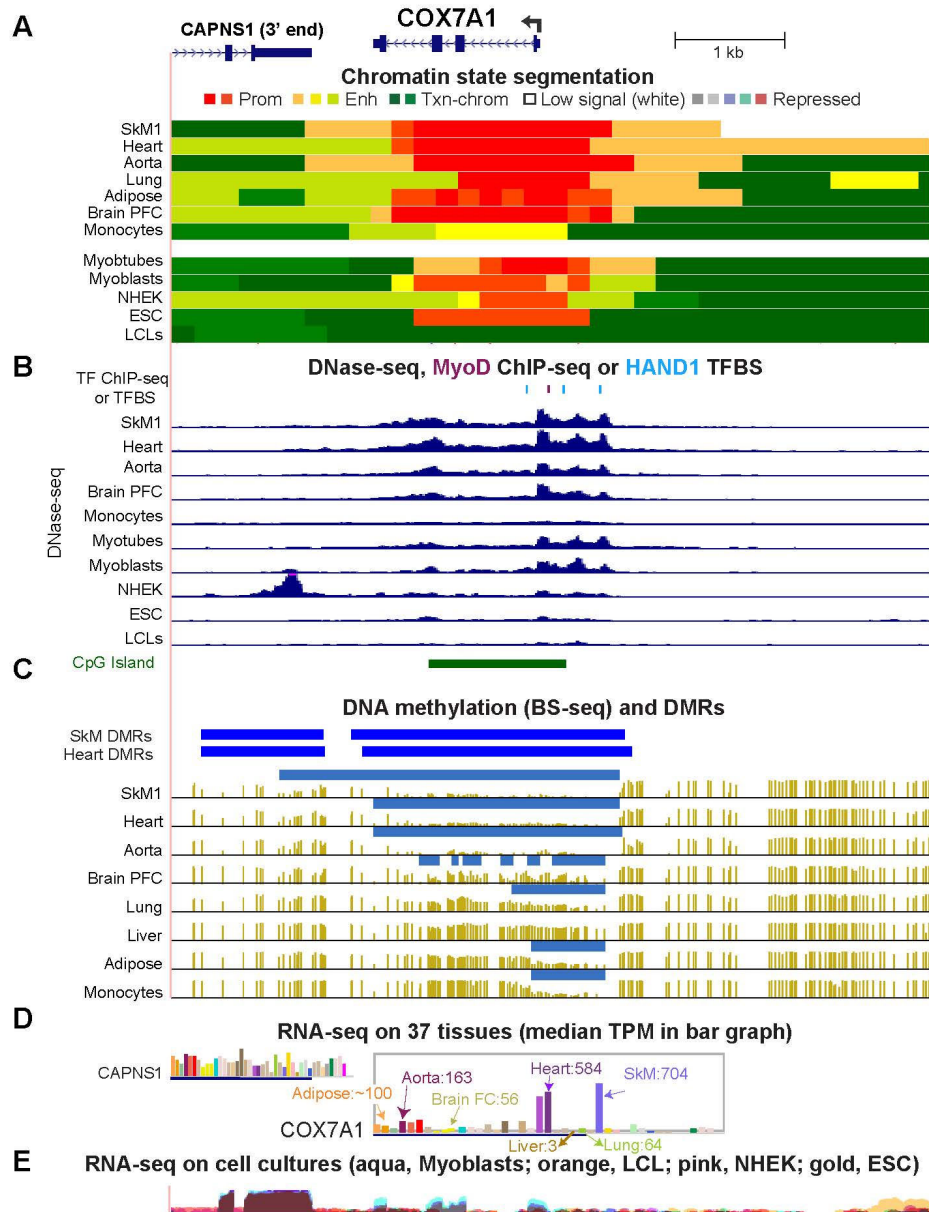 A
CAPNS1 (3' end)
COX7A1
1 kb
Chromatin state segmentation
Prom Enh Txn-chrom Low signal (white) Repressed
SkM1
Heart
Aorta
Lung
Adipose
Brain PFC
Monocytes
Myobtubes
Myoblasts
NHEK
ESC
LCLs
B
DNase-seq, MyoD ChIP-seq or HAND1 TFBS
TF ChIP-seq
or TFBS
DNase-seq
SkM1
Heart
Aorta
Brain PFC
Monocytes
Myotubes
Myoblasts
NHEK
ESC
LCLs
CpG Island
C
DNA methylation (BS-seq) and DMRs
SkM DMRs
Heart DMRs
SkM1
Heart
Aorta
Brain PFC
Lung
Liver
Adipose
Monocytes
D
RNA-seq on 37 tissues (median TPM in bar graph)
CAPNS1
Adipose:~100
Aorta:163
Brain FC:56
Heart:584
SkM:704
COX7A1
Liver:3
Lung:64
E
RNA-seq on cell cultures (aqua, Myoblasts; orange, LCL; pink, NHEK; gold, ESC)